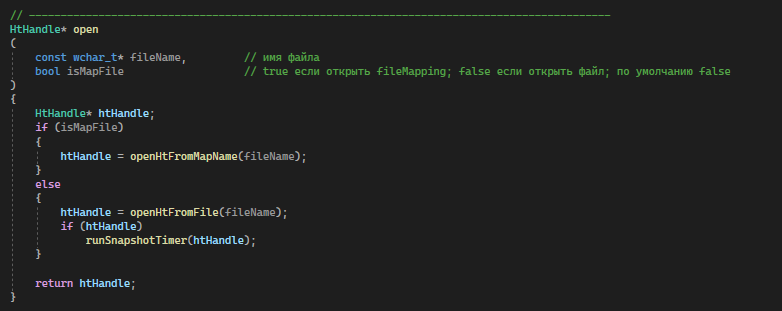 // ────────────────────────────────────────────────────────────────────────────────────────────
HtHandle* open
(
    const wchar_t* fileName,         // имя файла
    bool isMapFile                   // true если открыть fileMapping; false если открыть файл; по умолчанию false
)
{
    HtHandle* htHandle;
    if (isMapFile)
    {
        htHandle = openHtFromMapName(fileName);
    }
    else
    {
        htHandle = openHtFromFile(fileName);
        if (htHandle)
            runSnapshotTimer(htHandle);
    }

    return htHandle;
}